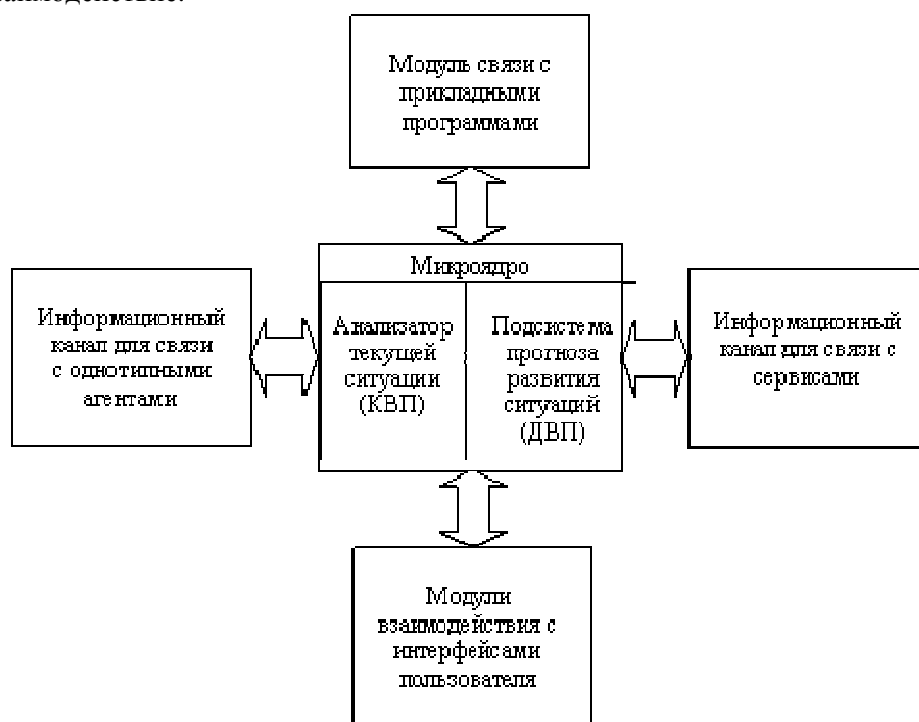 Модуль связи с
прикладными
программами
Микроядро
Информационный
канал для связи
с однотипными
агентами
Анализатор
текущей
ситуации
(КВП)
Подсистема
прогноза
развития
ситуаций
(ДВП)
Информационный
канал для связи с
сервисами
Модули
взаимодействия с
интерфейсами
пользователя